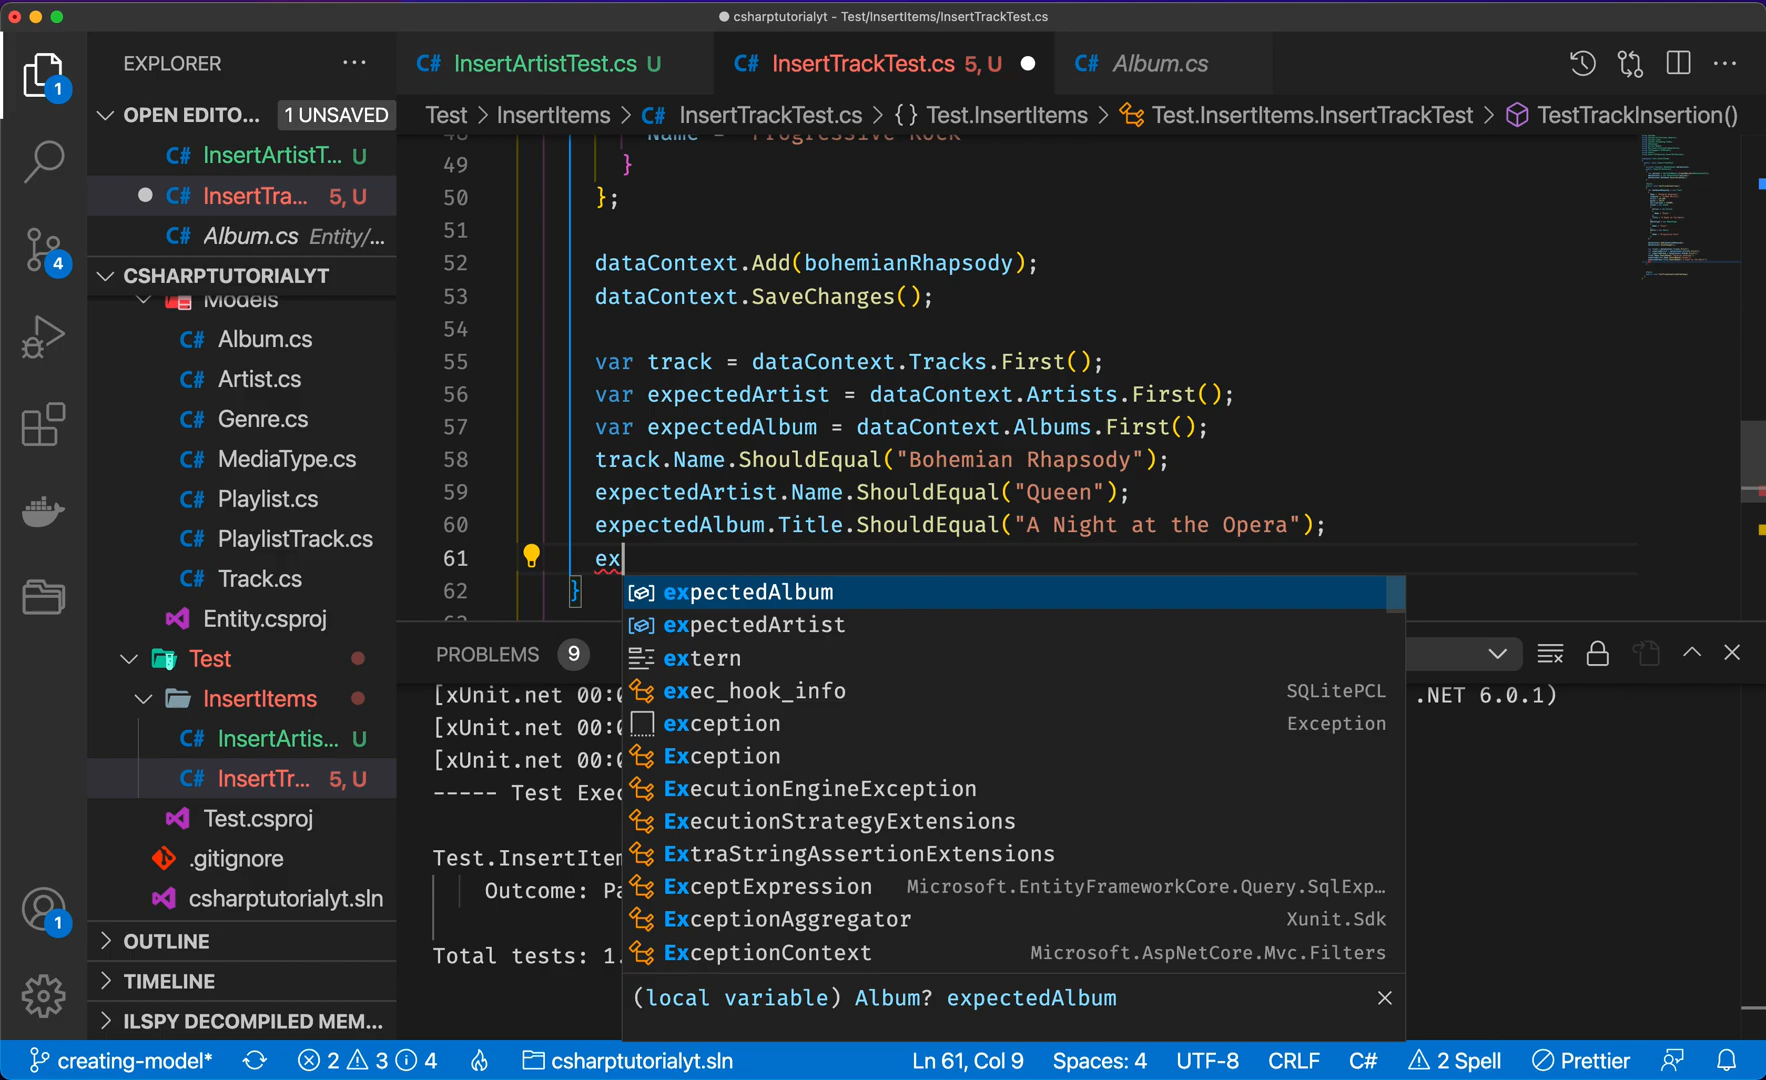 csharptutorialyt - Test/InsertItems/InsertTrackTest.cs
EXPLORER
C# InsertArtistTest.cs U
C# InsertTrackTest.cs 5, U
C# Album.cs
OPEN EDITO... 1 UNSAVED
Test > InsertItems > C# InsertTrackTest.cs > {} Test.InsertItems > Test.InsertItems.InsertTrackTest > TestTrackInsertion()
C# InsertArtistT... U
C# InsertTra... 5, U
C# Album.cs Entity/...
CSHARPTUTORIALYT
Models
C# Album.cs
C# Artist.cs
C# Genre.cs
C# MediaType.cs
C# Playlist.cs
C# PlaylistTrack.cs
C# Track.cs
Entity.csproj
Test
InsertItems
C# InsertArtis... U
C# InsertTr... 5, U
Test.csproj
.gitignore
csharptutorialyt.sln
OUTLINE
TIMELINE
ILSPY DECOMPILED MEM...
1
4
1
48 Name = "Progressive Rock"
49 }
50 };
51
52 dataContext.Add(bohemianRhapsody);
53 dataContext.SaveChanges();
54
55 var track = dataContext.Tracks.First();
56 var expectedArtist = dataContext.Artists.First();
57 var expectedAlbum = dataContext.Albums.First();
58 track.Name.ShouldEqual("Bohemian Rhapsody");
59 expectedArtist.Name.ShouldEqual("Queen");
60 expectedAlbum.Title.ShouldEqual("A Night at the Opera");
61 ex
62 }
expectedAlbum
expectedArtist
extern
exec_hook_info SQLitePCL
exception Exception
Exception
ExecutionEngineException
ExecutionStrategyExtensions
ExtraStringAssertionExtensions
ExceptExpression Microsoft.EntityFrameworkCore.Query.SqlExp...
ExceptionAggregator Xunit.Sdk
ExceptionContext Microsoft.AspNetCore.Mvc.Filters
(local variable) Album? expectedAlbum
PROBLEMS 9
[xUnit.net 00:0 .NET 6.0.1)
[xUnit.net 00:0
[xUnit.net 00:0
----- Test Exec
Test.InsertItem
Outcome: Pa
Total tests: 1.
creating-model* 2 3 4 csharptutorialyt.sln Ln 61, Col 9 Spaces: 4 UTF-8 CRLF C# 2 Spell Prettier